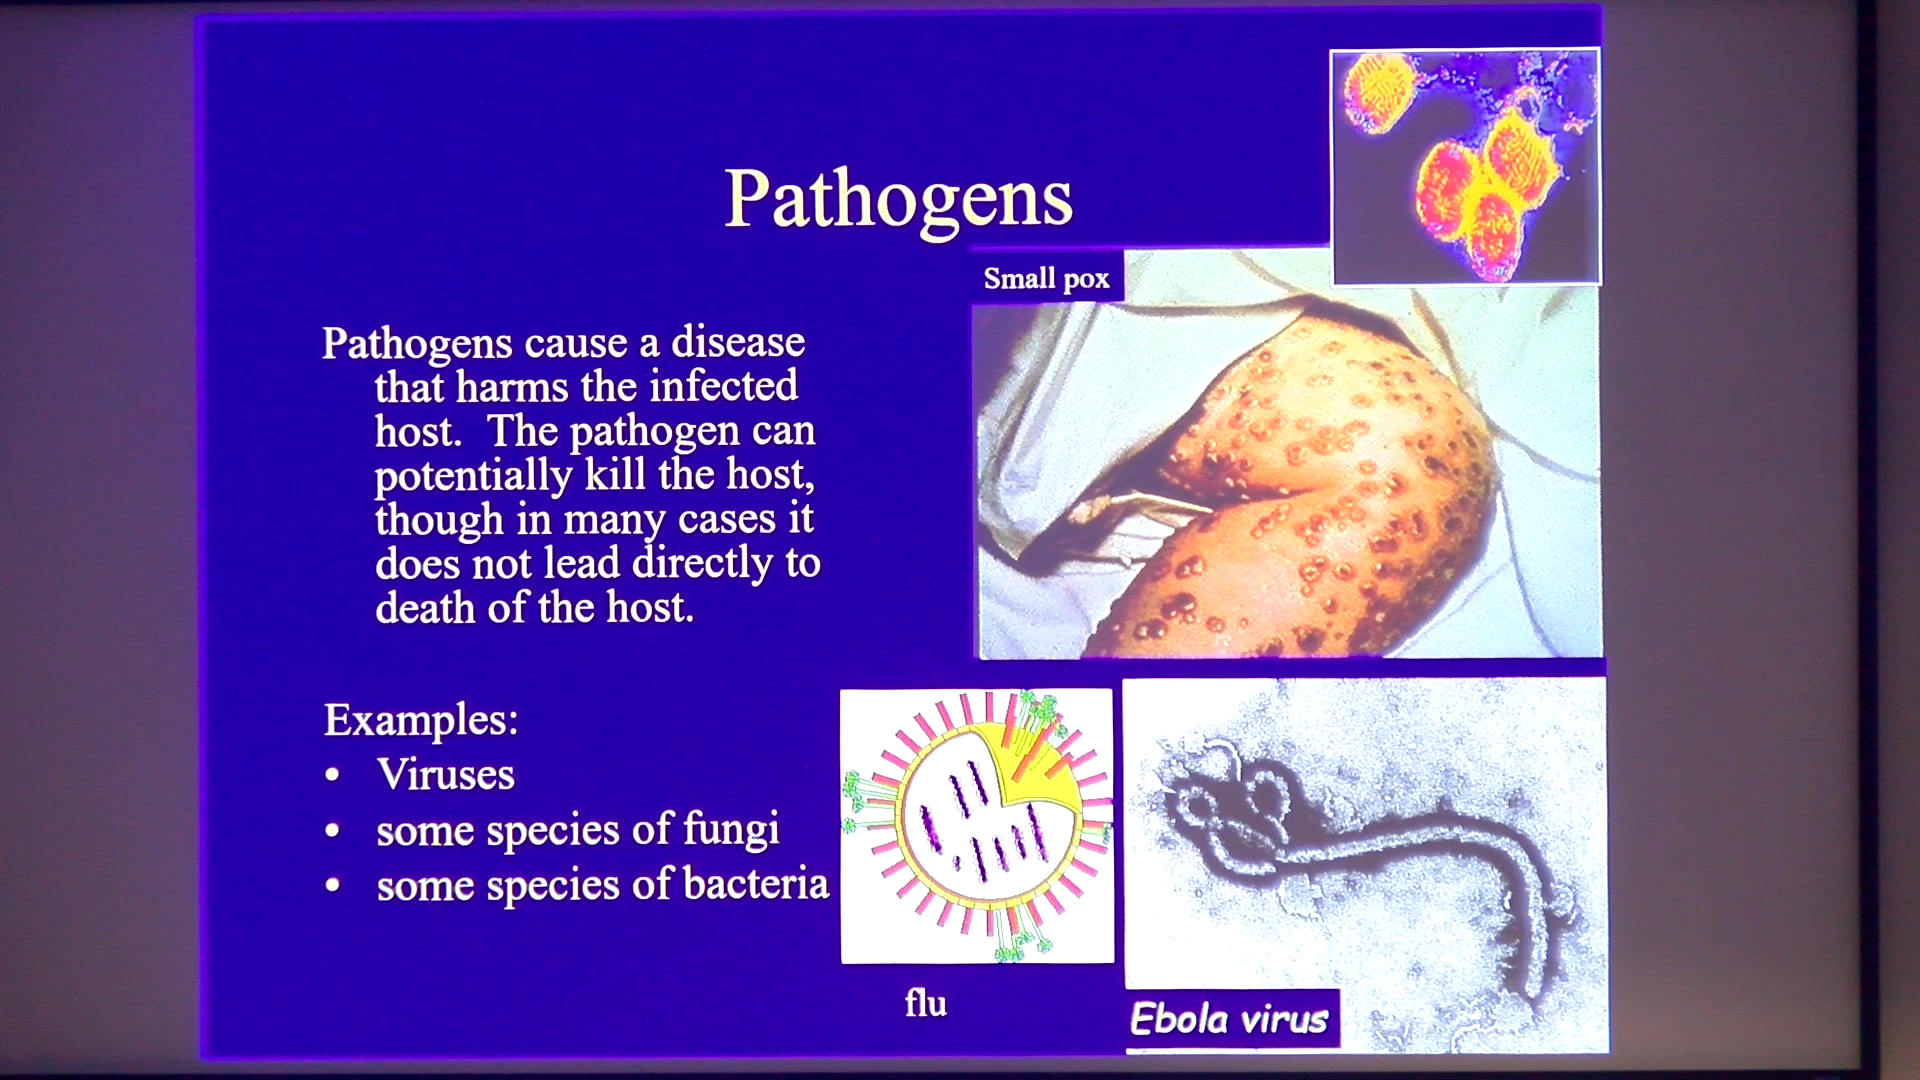 Pathogens
Small pox
Pathogens cause a disease
that harms the infected
host.  The pathogen can
potentially kill the host,
though in many cases it
does not lead directly to
death of the host.
Examples:
• Viruses
• some species of fungi
• some species of bacteria
flu
Ebola virus